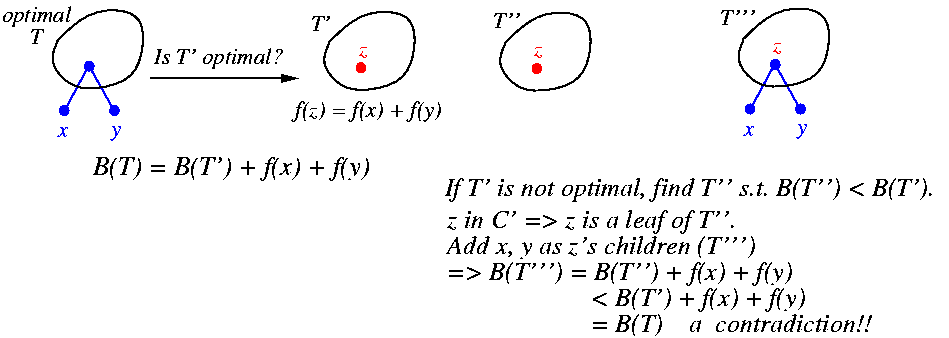 optimal
T
Is T' optimal?
T'
z
f(z) = f(x) + f(y)
x
y
B(T) = B(T') + f(x) + f(y)
T''
z
T'''
z
x
y
If T' is not optimal, find T'' s.t. B(T'') < B(T').
z in C' => z is a leaf of T''.
Add x, y as z's children (T''')
=> B(T''') = B(T'') + f(x) + f(y)
< B(T') + f(x) + f(y)
= B(T) a contradiction!!